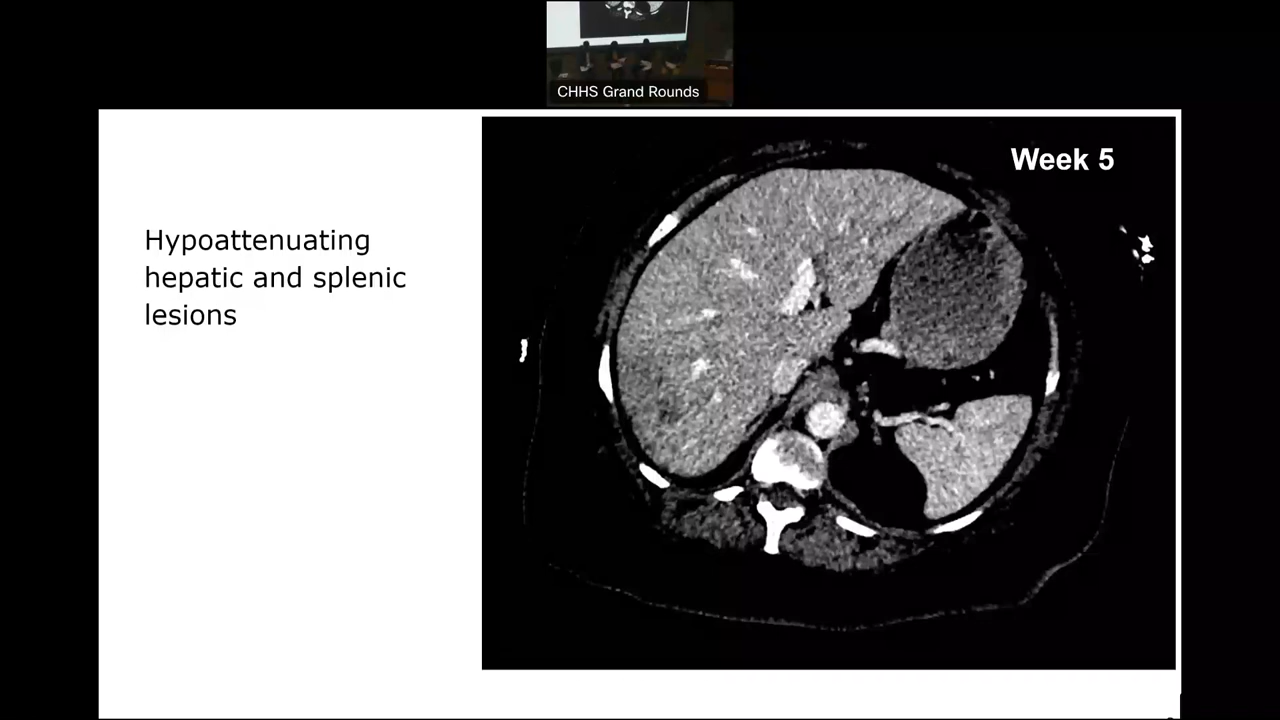 CHHS Grand Rounds
Week 5
Hypoattenuating
hepatic and splenic
lesions